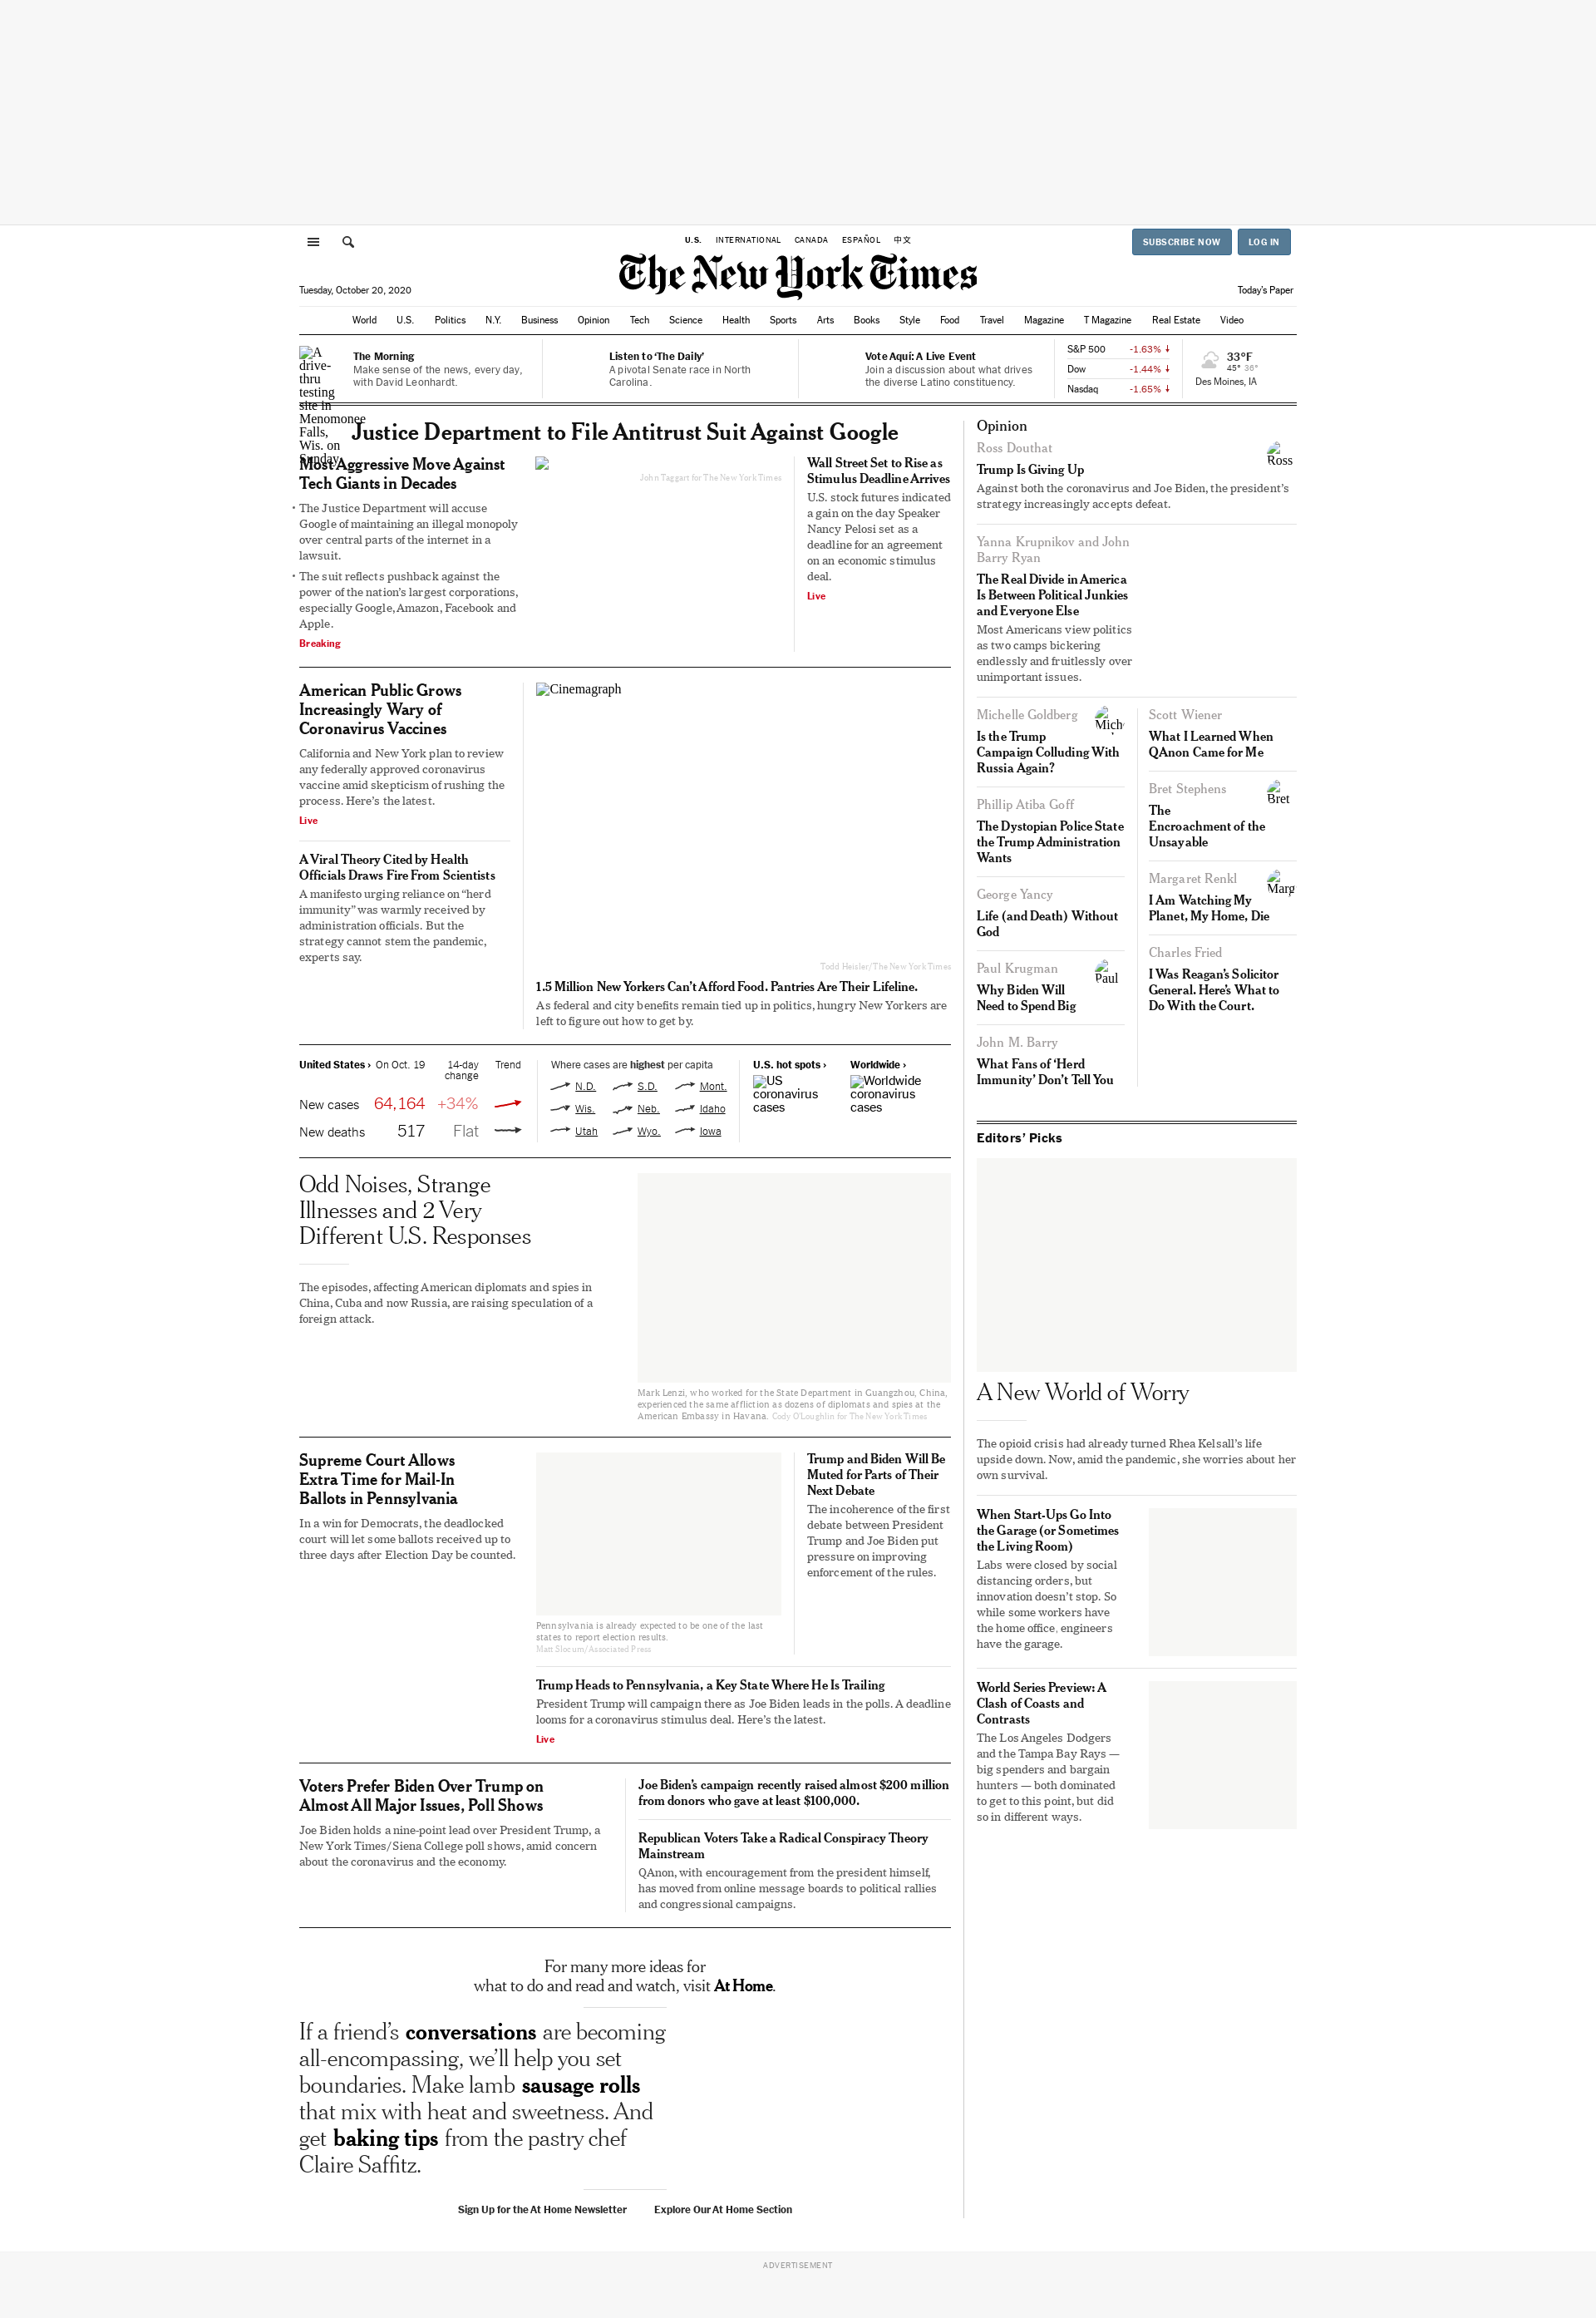 U.S. INTERNATIONAL CANADA ESPAÑOL 中文
SUBSCRIBE NOW LOG IN
The New York Times
Tuesday, October 20, 2020
Today's Paper
World U.S. Politics N.Y. Business Opinion Tech Science Health Sports Arts Books Style Food Travel Magazine T Magazine Real Estate Video
A
drive-
thru
testing
site in
Menomonee
Falls,
Wis. on
Sunday.
The Morning
Make sense of the news, every day,
with David Leonhardt.
Listen to ‘The Daily’
A pivotal Senate race in North
Carolina.
Vote Aquí: A Live Event
Join a discussion about what drives
the diverse Latino constituency.
S&P 500 -1.63%
Dow -1.44%
Nasdaq -1.65%
33°F
45° 36°
Des Moines, IA
Justice Department to File Antitrust Suit Against Google
Most Aggressive Move Against
Tech Giants in Decades
• The Justice Department will accuse
Google of maintaining an illegal monopoly
over central parts of the internet in a
lawsuit.
• The suit reflects pushback against the
power of the nation’s largest corporations,
especially Google, Amazon, Facebook and
Apple.
Breaking
John Taggart for The New York Times
Wall Street Set to Rise as
Stimulus Deadline Arrives
U.S. stock futures indicated
a gain on the day Speaker
Nancy Pelosi set as a
deadline for an agreement
on an economic stimulus
deal.
Live
American Public Grows
Increasingly Wary of
Coronavirus Vaccines
California and New York plan to review
any federally approved coronavirus
vaccine amid skepticism of rushing the
process. Here’s the latest.
Live
A Viral Theory Cited by Health
Officials Draws Fire From Scientists
A manifesto urging reliance on “herd
immunity” was warmly received by
administration officials. But the
strategy cannot stem the pandemic,
experts say.
Cinemagraph
Todd Heisler/The New York Times
1.5 Million New Yorkers Can’t Afford Food. Pantries Are Their Lifeline.
As federal and city benefits remain tied up in politics, hungry New Yorkers are
left to figure out how to get by.
United States › On Oct. 19 14-day
change Trend
New cases 64,164 +34%
New deaths 517 Flat
Where cases are highest per capita
N.D. S.D. Mont.
Wis. Neb. Idaho
Utah Wyo. Iowa
U.S. hot spots ›
US
coronavirus
cases
Worldwide ›
Worldwide
coronavirus
cases
Odd Noises, Strange
Illnesses and 2 Very
Different U.S. Responses
The episodes, affecting American diplomats and spies in
China, Cuba and now Russia, are raising speculation of a
foreign attack.
Mark Lenzi, who worked for the State Department in Guangzhou, China,
experienced the same affliction as dozens of diplomats and spies at the
American Embassy in Havana. Cody O'Loughlin for The New York Times
Supreme Court Allows
Extra Time for Mail-In
Ballots in Pennsylvania
In a win for Democrats, the deadlocked
court will let some ballots received up to
three days after Election Day be counted.
Pennsylvania is already expected to be one of the last
states to report election results.
Matt Slocum/Associated Press
Trump and Biden Will Be
Muted for Parts of Their
Next Debate
The incoherence of the first
debate between President
Trump and Joe Biden put
pressure on improving
enforcement of the rules.
Trump Heads to Pennsylvania, a Key State Where He Is Trailing
President Trump will campaign there as Joe Biden leads in the polls. A deadline
looms for a coronavirus stimulus deal. Here’s the latest.
Live
Voters Prefer Biden Over Trump on
Almost All Major Issues, Poll Shows
Joe Biden holds a nine-point lead over President Trump, a
New York Times/Siena College poll shows, amid concern
about the coronavirus and the economy.
Joe Biden’s campaign recently raised almost $200 million
from donors who gave at least $100,000.
Republican Voters Take a Radical Conspiracy Theory
Mainstream
QAnon, with encouragement from the president himself,
has moved from online message boards to political rallies
and congressional campaigns.
For many more ideas for
what to do and read and watch, visit At Home.
If a friend’s conversations are becoming
all-encompassing, we’ll help you set
boundaries. Make lamb sausage rolls
that mix with heat and sweetness. And
get baking tips from the pastry chef
Claire Saffitz.
Sign Up for the At Home Newsletter Explore Our At Home Section
Opinion
Ross Douthat
Ross
Trump Is Giving Up
Against both the coronavirus and Joe Biden, the president’s
strategy increasingly accepts defeat.
Yanna Krupnikov and John
Barry Ryan
The Real Divide in America
Is Between Political Junkies
and Everyone Else
Most Americans view politics
as two camps bickering
endlessly and fruitlessly over
unimportant issues.
Michelle Goldberg
Is the Trump
Campaign Colluding With
Russia Again?
Phillip Atiba Goff
The Dystopian Police State
the Trump Administration
Wants
George Yancy
Life (and Death) Without
God
Paul Krugman
Paul
Why Biden Will
Need to Spend Big
John M. Barry
What Fans of ‘Herd
Immunity’ Don’t Tell You
Scott Wiener
What I Learned When
QAnon Came for Me
Bret Stephens
Bret
The
Encroachment of the
Unsayable
Margaret Renkl
I Am Watching My
Planet, My Home, Die
Charles Fried
I Was Reagan’s Solicitor
General. Here’s What to
Do With the Court.
Editors’ Picks
A New World of Worry
The opioid crisis had already turned Rhea Kelsall’s life
upside down. Now, amid the pandemic, she worries about her
own survival.
When Start-Ups Go Into
the Garage (or Sometimes
the Living Room)
Labs were closed by social
distancing orders, but
innovation doesn’t stop. So
while some workers have
the home office, engineers
have the garage.
World Series Preview: A
Clash of Coasts and
Contrasts
The Los Angeles Dodgers
and the Tampa Bay Rays —
big spenders and bargain
hunters — both dominated
to get to this point, but did
so in different ways.
ADVERTISEMENT